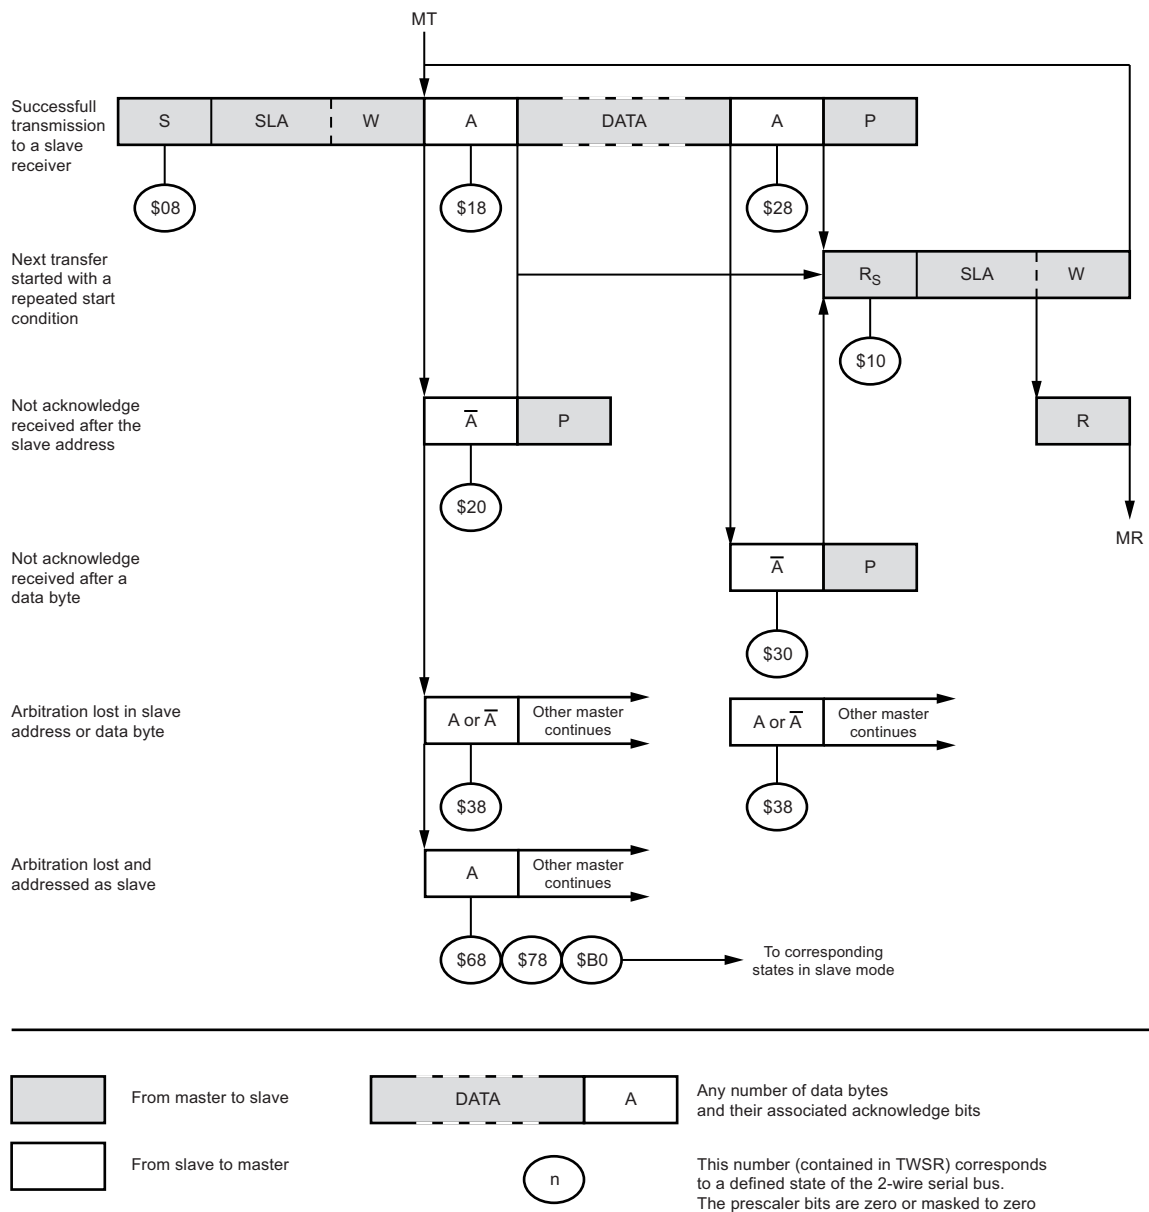 MT
Successfull
transmission
to a slave
receiver
S
SLA
W
A
DATA
A
P
$08
$18
$28
Next transfer
started with a
repeated start
condition
RS
SLA
W
$10
Not acknowledge
received after the
slave address
A̅
P
R
$20
MR
Not acknowledge
received after a
data byte
A̅
P
$30
Arbitration lost in slave
address or data byte
A or A̅
Other master
continues
A or A̅
Other master
continues
$38
$38
Arbitration lost and
addressed as slave
A
Other master
continues
$68
$78
$B0
To corresponding
states in slave mode
From master to slave
DATA
A
Any number of data bytes
and their associated acknowledge bits
From slave to master
n
This number (contained in TWSR) corresponds
to a defined state of the 2-wire serial bus.
The prescaler bits are zero or masked to zero